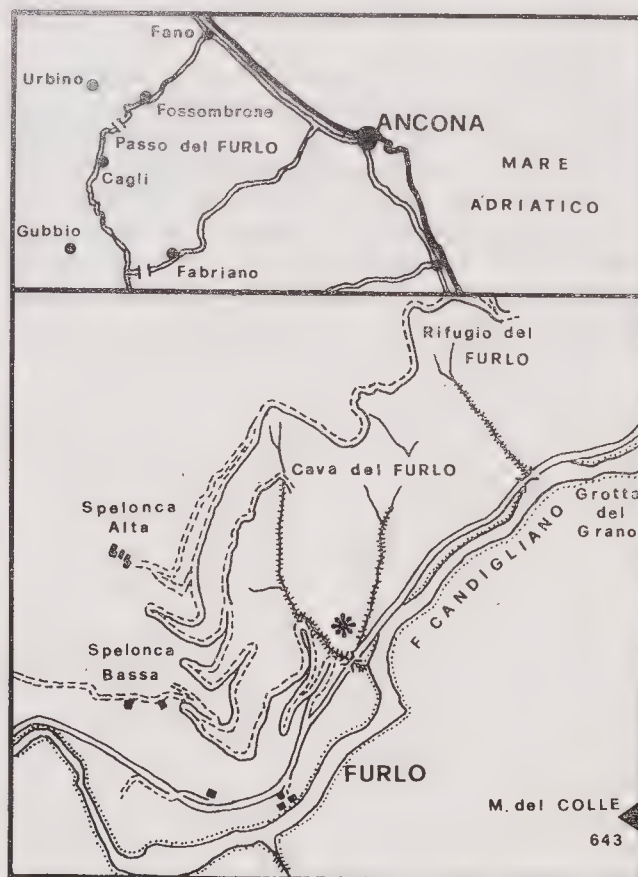 Fano
Urbino
Fossombrone
ANCONA
Passo del FURLO
MARE
Cagli
ADRIATICO
Gubbio
Fabriano
Rifugio del
FURLO
Cava del FURLO
Spelonca
Alta
Grotta
del
Grano
F CANDIGLIANO
Spelonca
Bassa
FURLO
M. del COLLE
643